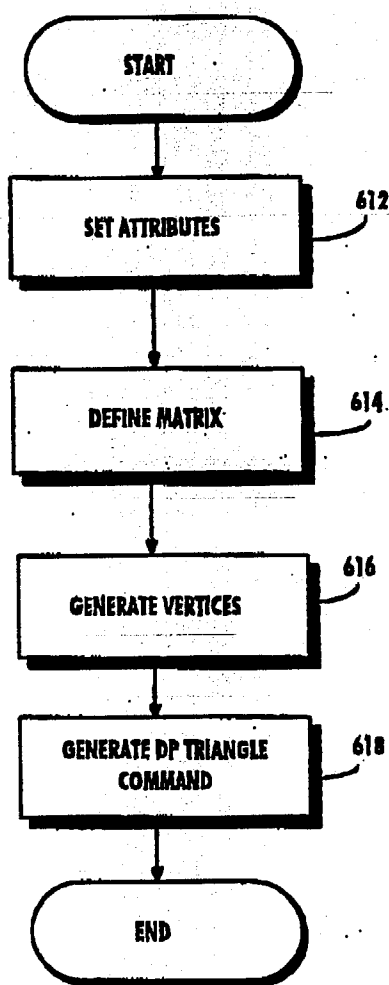 START
SET ATTRIBUTES
612
DEFINE MATRIX
614
GENERATE VERTICES
616
GENERATE DP TRIANGLE
COMMAND
618
END